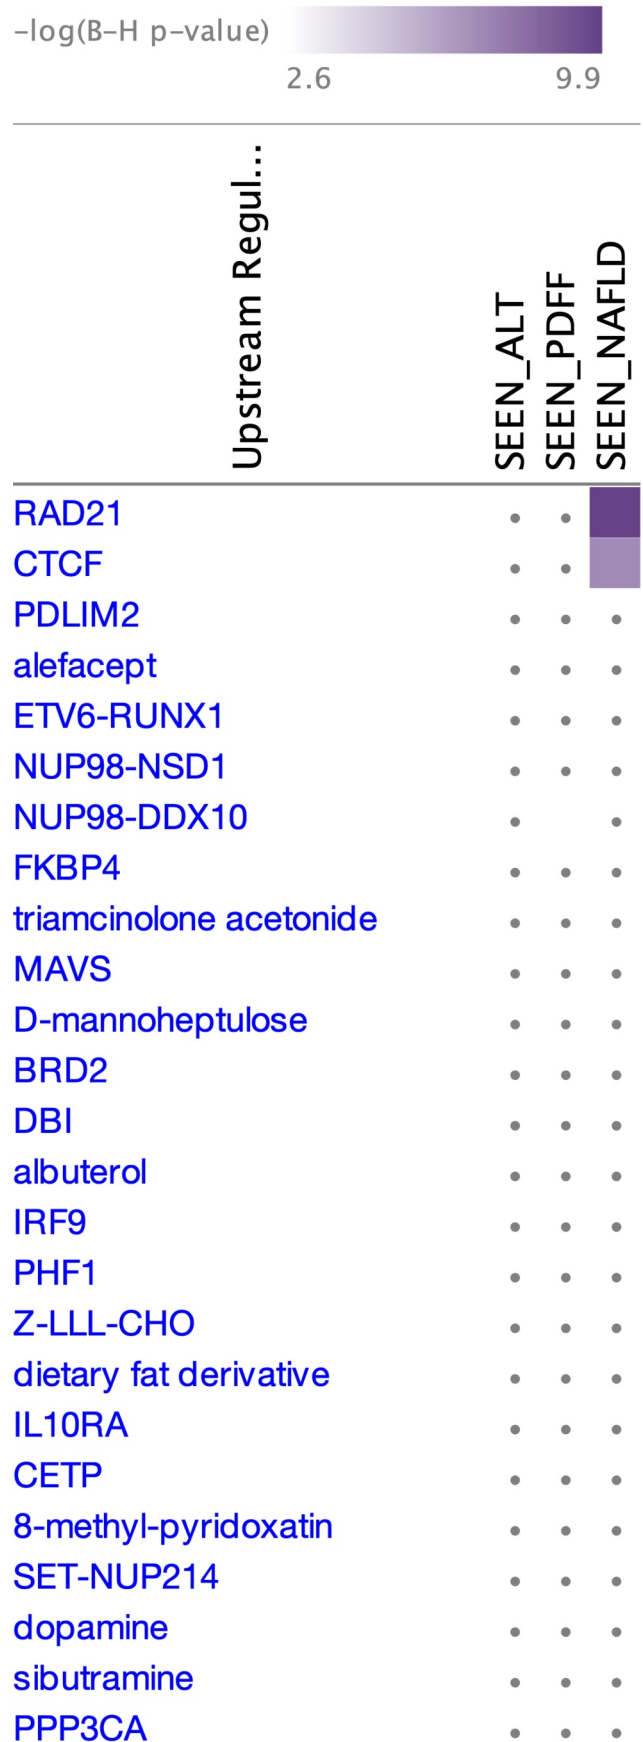 -log(B-H p-value)
2.6 9.9
Upstream Regul...
SEEN_ALT
SEEN_PDFF
SEEN_NAFLD
RAD21
CTCF
PDLIM2
alefacept
ETV6-RUNX1
NUP98-NSD1
NUP98-DDX10
FKBP4
triamcinolone acetonide
MAVS
D-mannoheptulose
BRD2
DBI
albuterol
IRF9
PHF1
Z-LLL-CHO
dietary fat derivative
IL10RA
CETP
8-methyl-pyridoxatin
SET-NUP214
dopamine
sibutramine
PPP3CA